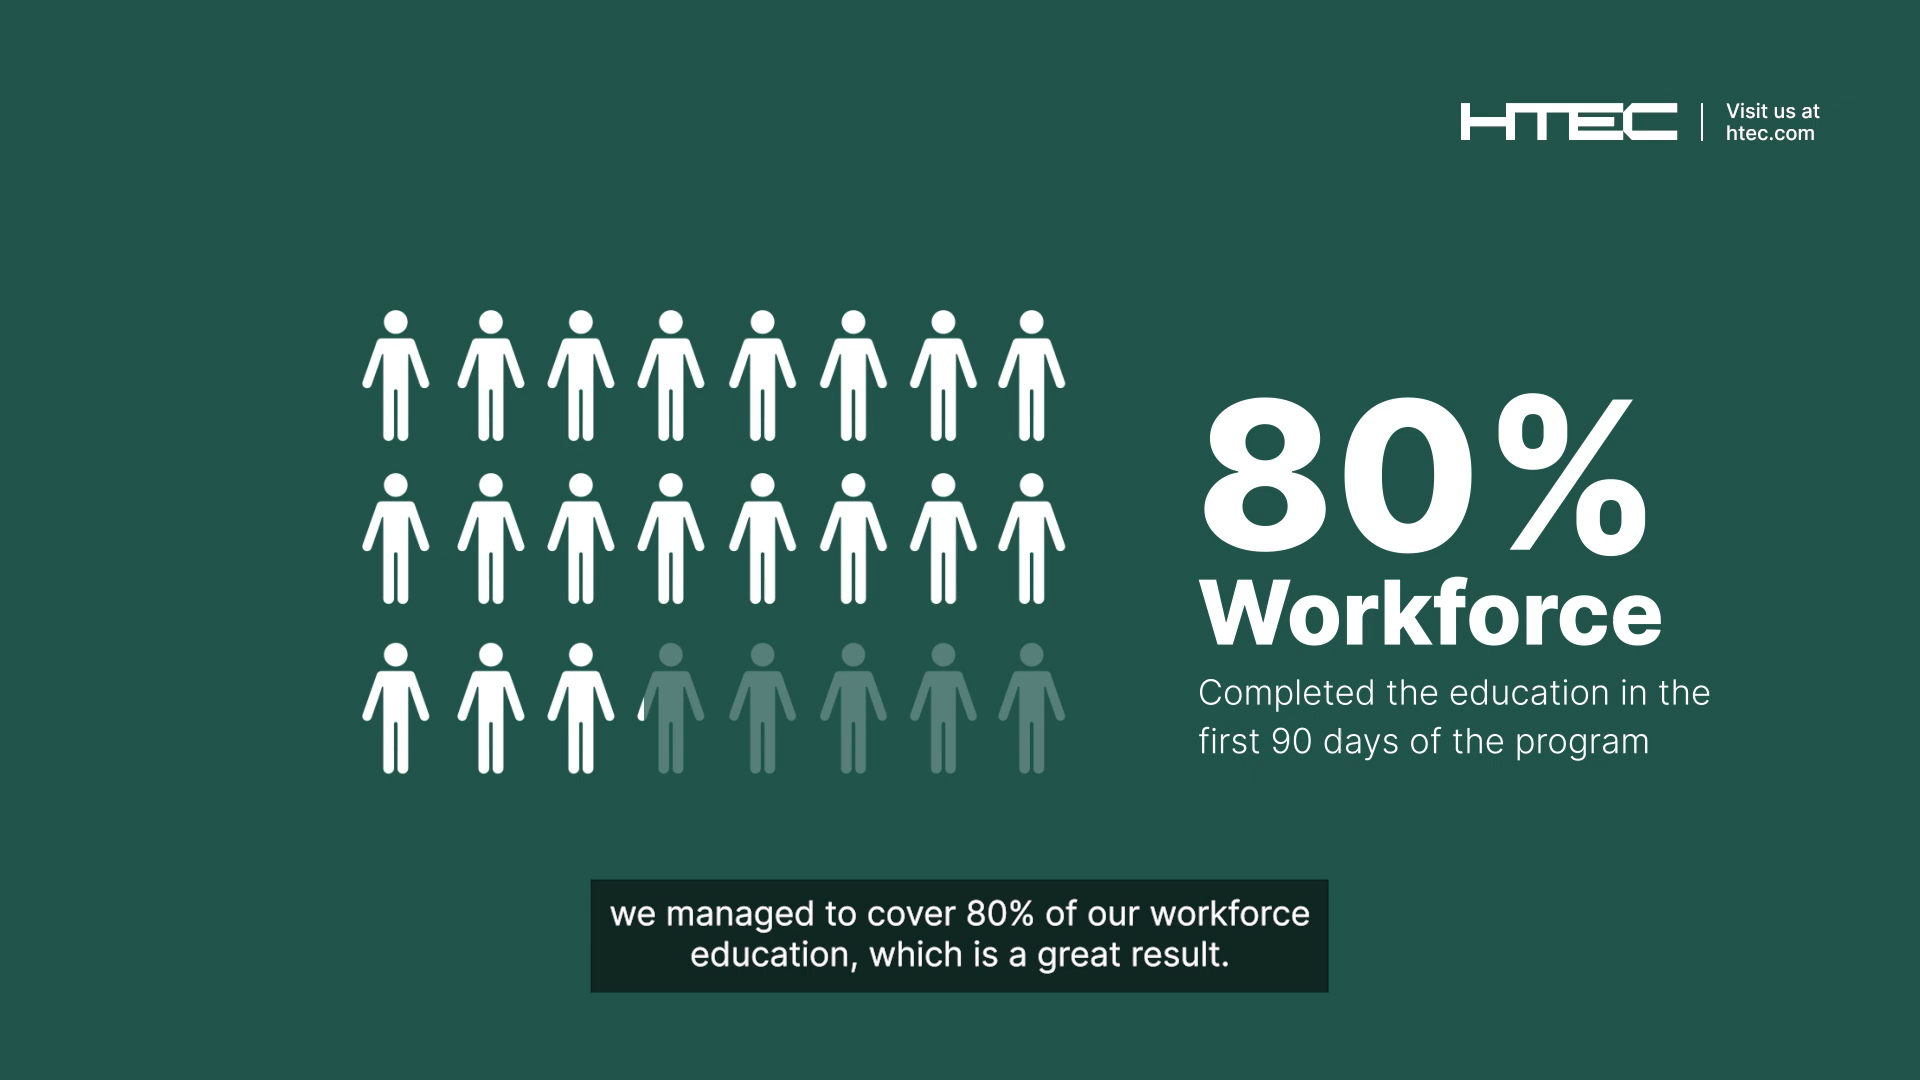 HTEC
Visit us at
htec.com
80%
Workforce
Completed the education in the
first 90 days of the program
we managed to cover 80% of our workforce
education, which is a great result.